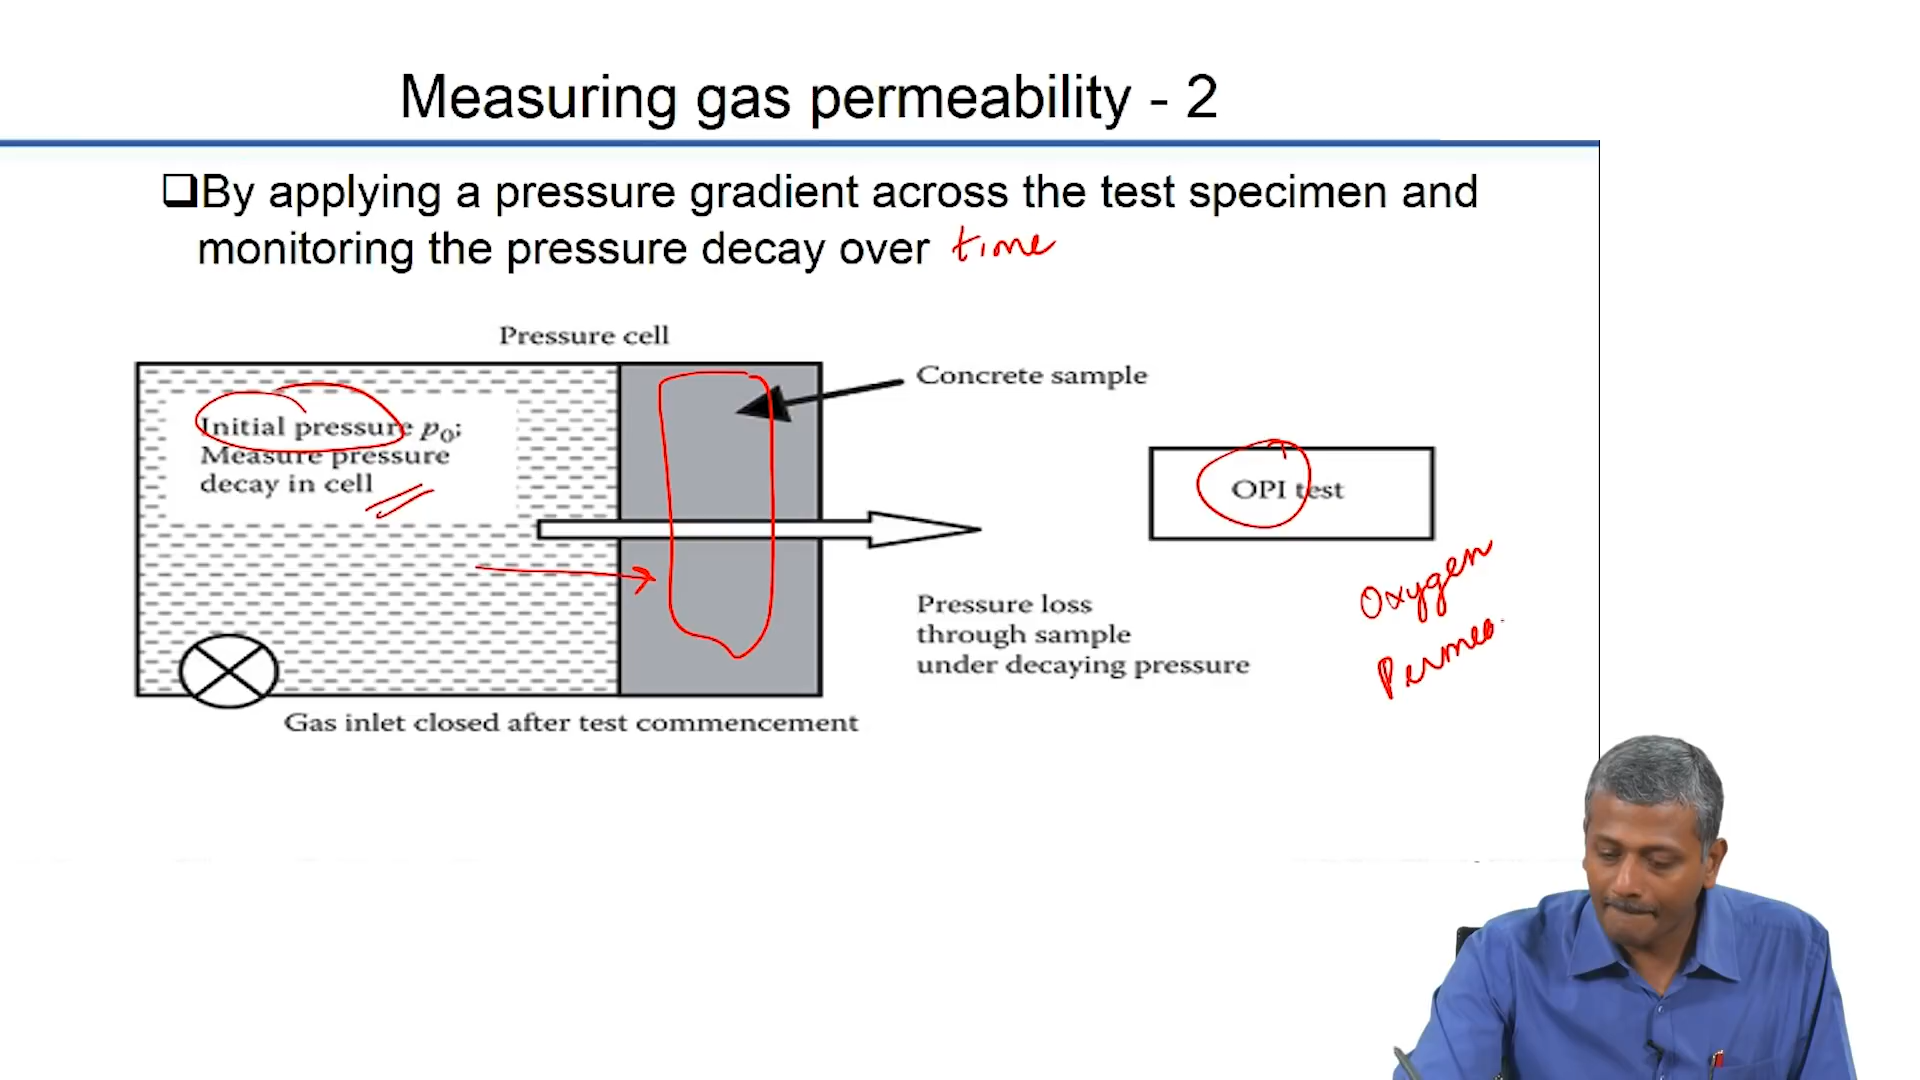 Measuring gas permeability - 2
By applying a pressure gradient across the test specimen and
monitoring the pressure decay over time
Pressure cell
Concrete sample
Initial pressure p0;
Measure pressure
decay in cell
OPI test
Oxygen
Permea
Pressure loss
through sample
under decaying pressure
Gas inlet closed after test commencement